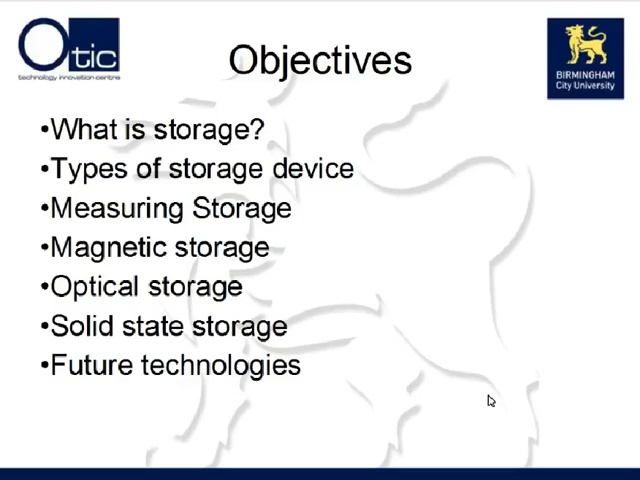 Otic
technology innovation centre
Objectives
BIRMINGHAM
City University
•What is storage?
•Types of storage device
•Measuring Storage
•Magnetic storage
•Optical storage
•Solid state storage
•Future technologies